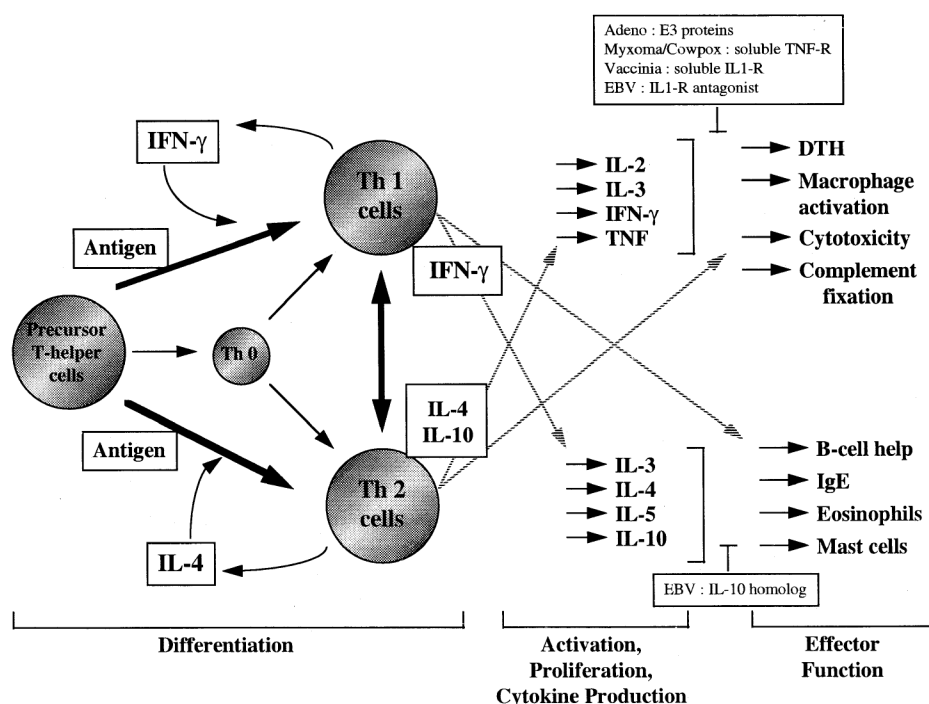 Adeno : E3 proteins
Myxoma/Cowpox : soluble TNF-R
Vaccinia : soluble IL1-R
EBV : IL1-R antagonist
IFN-γ
Th 1
cells
IL-2
IL-3
IFN-γ
TNF
DTH
Macrophage
activation
Cytotoxicity
Complement
fixation
Antigen
IFN-γ
Precursor
T-helper
cells
Th 0
IL-4
IL-10
Antigen
Th 2
cells
IL-4
IL-3
IL-4
IL-5
IL-10
B-cell help
IgE
Eosinophils
Mast cells
EBV : IL-10 homolog
Differentiation
Activation,
Proliferation,
Cytokine Production
Effector
Function